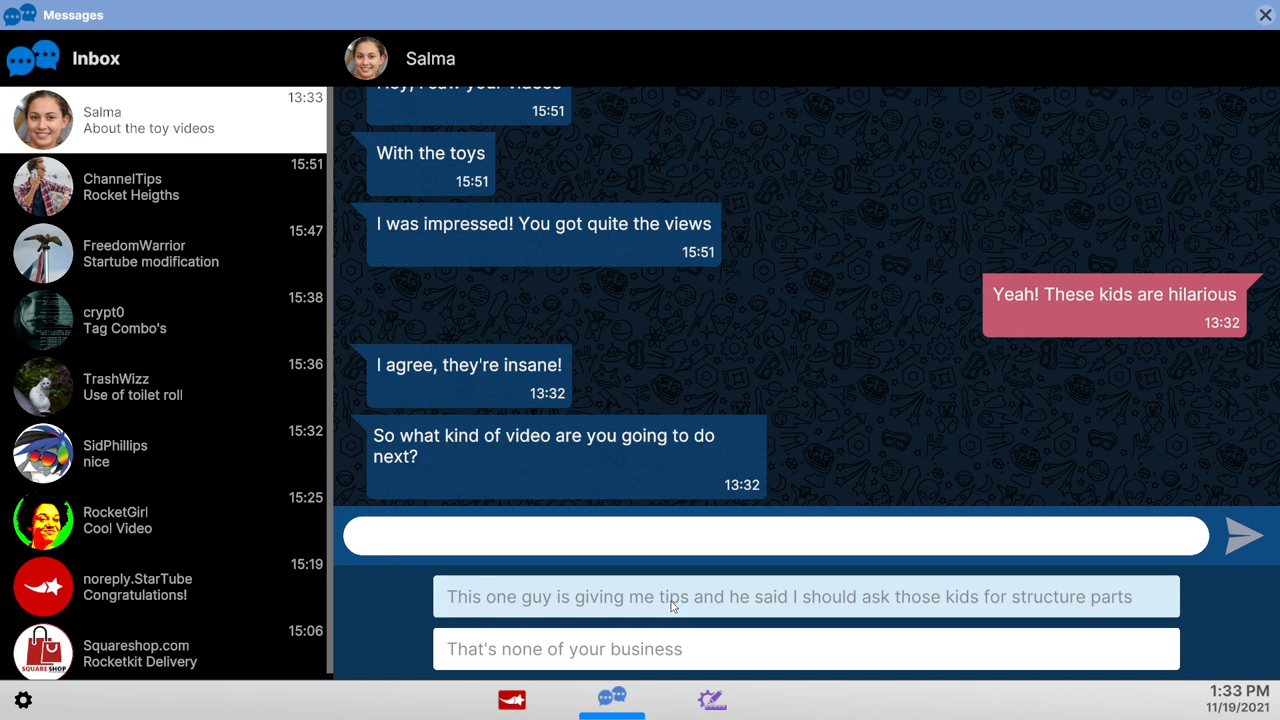 Messages
Inbox
Salma
13:33
Salma
About the toy videos
15:51
ChannelTips
Rocket Heigths
15:47
FreedomWarrior
Startube modification
15:38
crypt0
Tag Combo's
15:36
TrashWizz
Use of toilet roll
15:32
SidPhillips
nice
15:25
RocketGirl
Cool Video
15:19
noreply.StarTube
Congratulations!
15:06
Squareshop.com
Rocketkit Delivery
SQUARE SHOP
Hey, I saw your videos
15:51
With the toys
15:51
I was impressed! You got quite the views
15:51
Yeah! These kids are hilarious
13:32
I agree, they're insane!
13:32
So what kind of video are you going to do
next?
13:32
This one guy is giving me tips and he said I should ask those kids for structure parts
That's none of your business
1:33 PM
11/19/2021